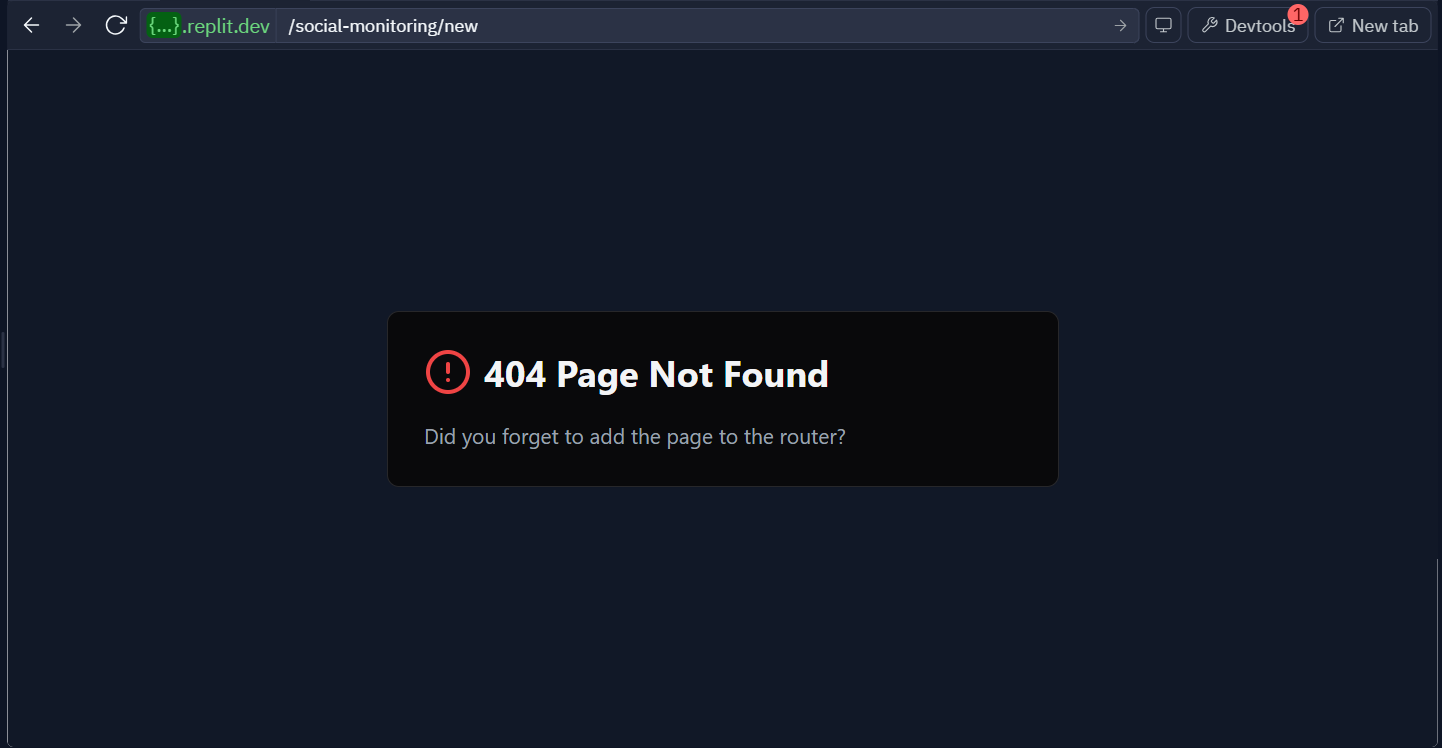 {...}.replit.dev /social-monitoring/new
Devtools 1
New tab
404 Page Not Found
Did you forget to add the page to the router?